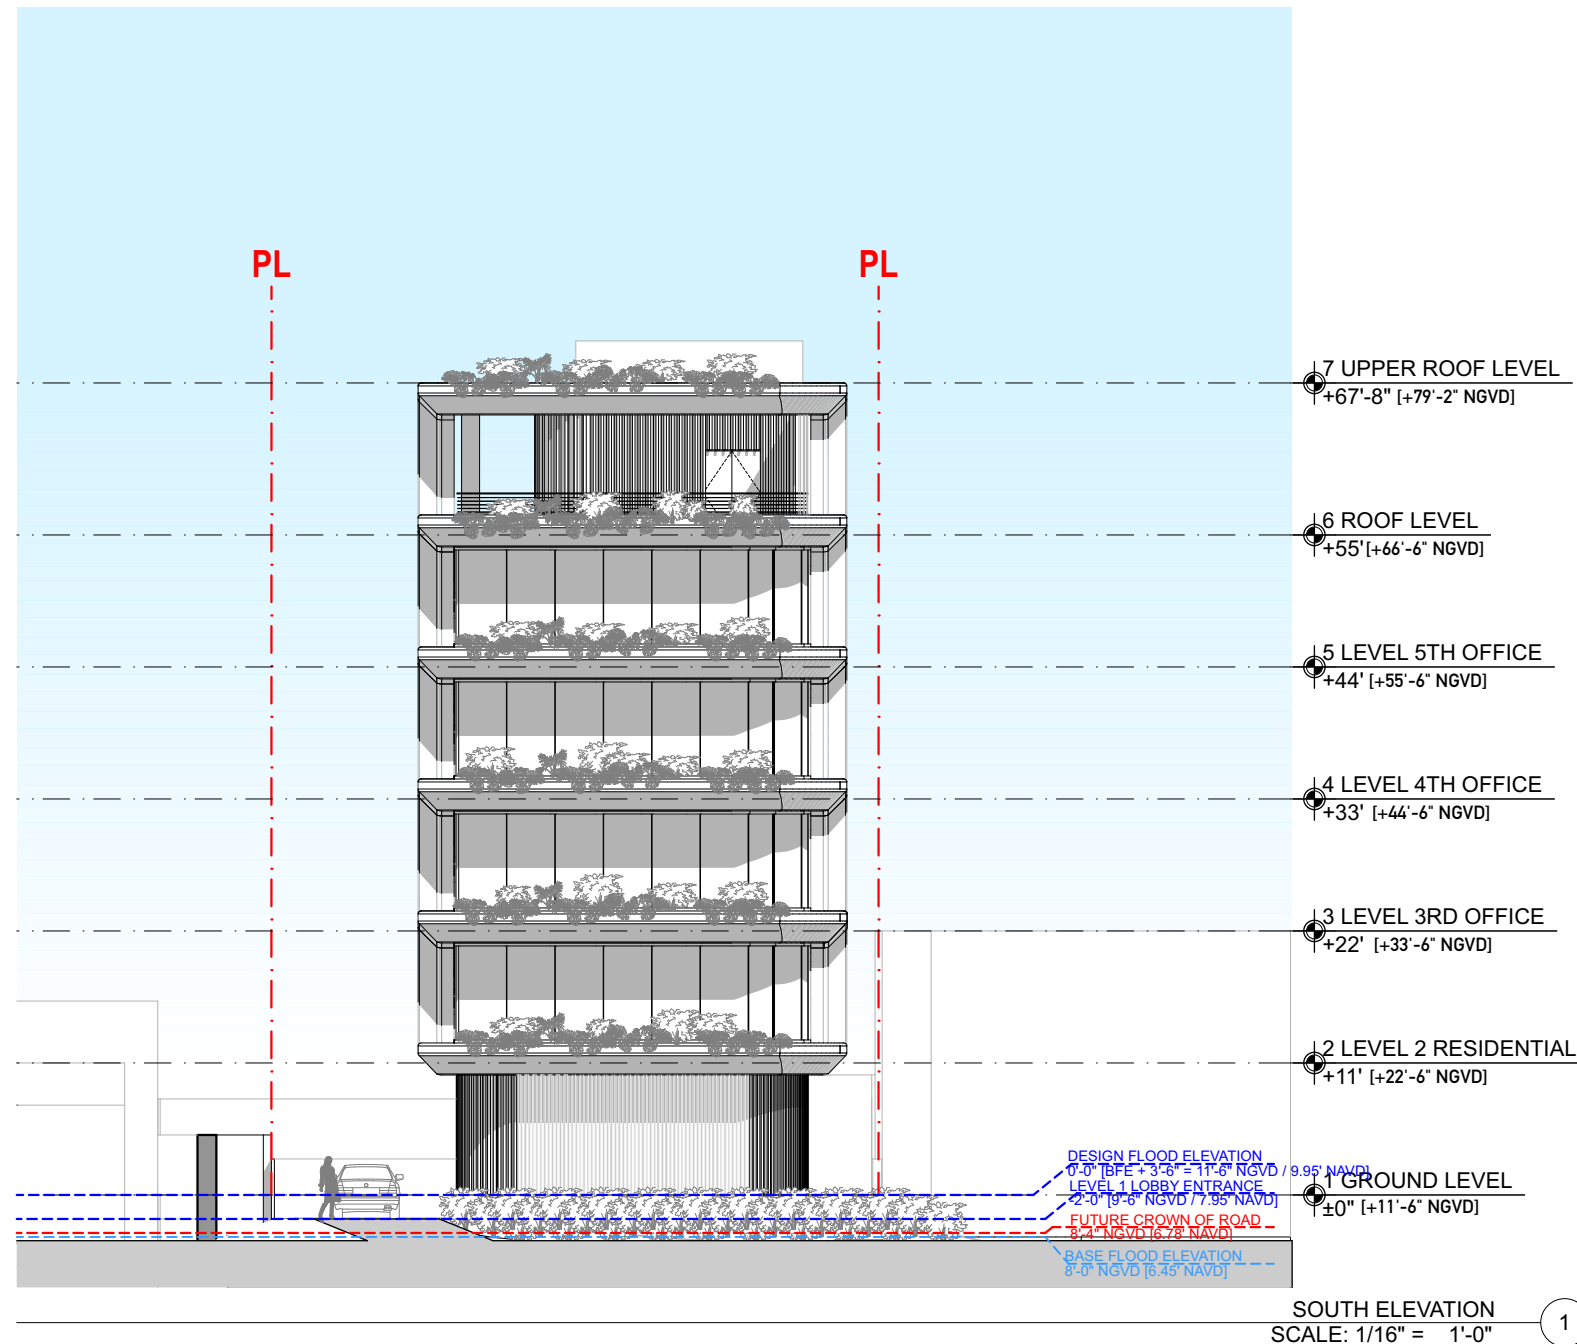 PL
PL
7 UPPER ROOF LEVEL
+67'-8" [+79'-2" NGVD]
6 ROOF LEVEL
+55' [+66'-6" NGVD]
5 LEVEL 5TH OFFICE
+44' [+55'-6" NGVD]
4 LEVEL 4TH OFFICE
+33' [+44'-6" NGVD]
3 LEVEL 3RD OFFICE
+22' [+33'-6" NGVD]
2 LEVEL 2 RESIDENTIAL
+11' [+22'-6" NGVD]
DESIGN FLOOD ELEVATION
0'-0" [BFE + 3'-6" = 11'-6" NGVD / 9.95' NAVD]
LEVEL 1 LOBBY ENTRANCE
-2'-0" [9'-6" NGVD / 7.95' NAVD]
1 GROUND LEVEL
±0" [+11'-6" NGVD]
FUTURE CROWN OF ROAD
8'-4" NGVD [6.78' NAVD]
BASE FLOOD ELEVATION
8'-0" NGVD [6.45' NAVD]
SOUTH ELEVATION
SCALE: 1/16" = 1'-0"
1